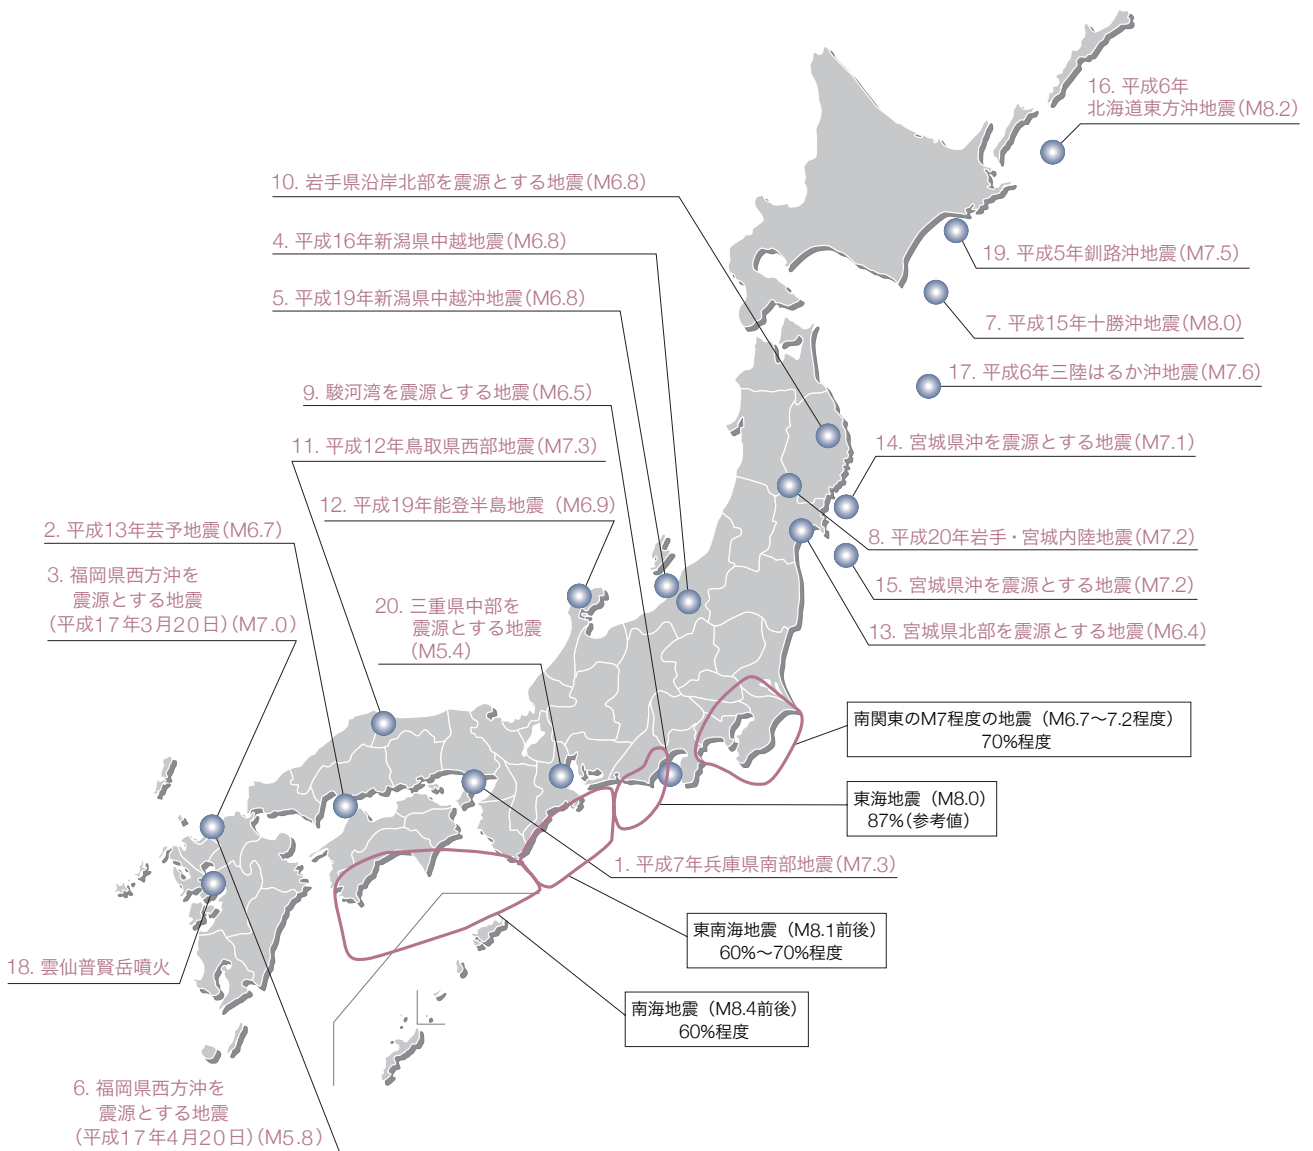 16. 平成6年
北海道東方沖地震(M8.2)
10. 岩手県沿岸北部を震源とする地震(M6.8)
4. 平成16年新潟県中越地震(M6.8)
19. 平成5年釧路沖地震(M7.5)
5. 平成19年新潟県中越沖地震(M6.8)
7. 平成15年十勝沖地震(M8.0)
17. 平成6年三陸はるか沖地震(M7.6)
9. 駿河湾を震源とする地震(M6.5)
11. 平成12年鳥取県西部地震(M7.3)
14. 宮城県沖を震源とする地震(M7.1)
12. 平成19年能登半島地震 (M6.9)
2. 平成13年芸予地震(M6.7)
8. 平成20年岩手・宮城内陸地震(M7.2)
3. 福岡県西方沖を
震源とする地震
(平成17年3月20日)(M7.0)
15. 宮城県沖を震源とする地震(M7.2)
20. 三重県中部を
震源とする地震
(M5.4)
13. 宮城県北部を震源とする地震(M6.4)
南関東のM7程度の地震(M6.7〜7.2程度)
70%程度
東海地震(M8.0)
87%(参考値)
1. 平成7年兵庫県南部地震(M7.3)
東南海地震(M8.1前後)
60%〜70%程度
18. 雲仙普賢岳噴火
南海地震(M8.4前後)
60%程度
6. 福岡県西方沖を
震源とする地震
(平成17年4月20日)(M5.8)